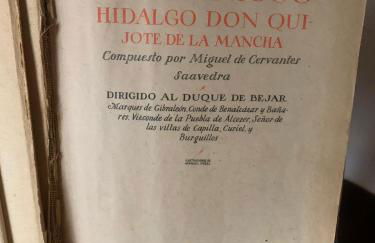 HIDALGO DON QUI-
JOTE DE LA MANCHA
Compuesto por Miguel de Cervantes
Saavedra
DIRIGIDO AL DUQUE DE BEJAR
Marques de Gibraleón, Conde de Benalcázar y Bañá-
res, Vizconde de la Puebla de Alcozer, Señor de
las villas de Capilla, Curiel, y
Burguillos